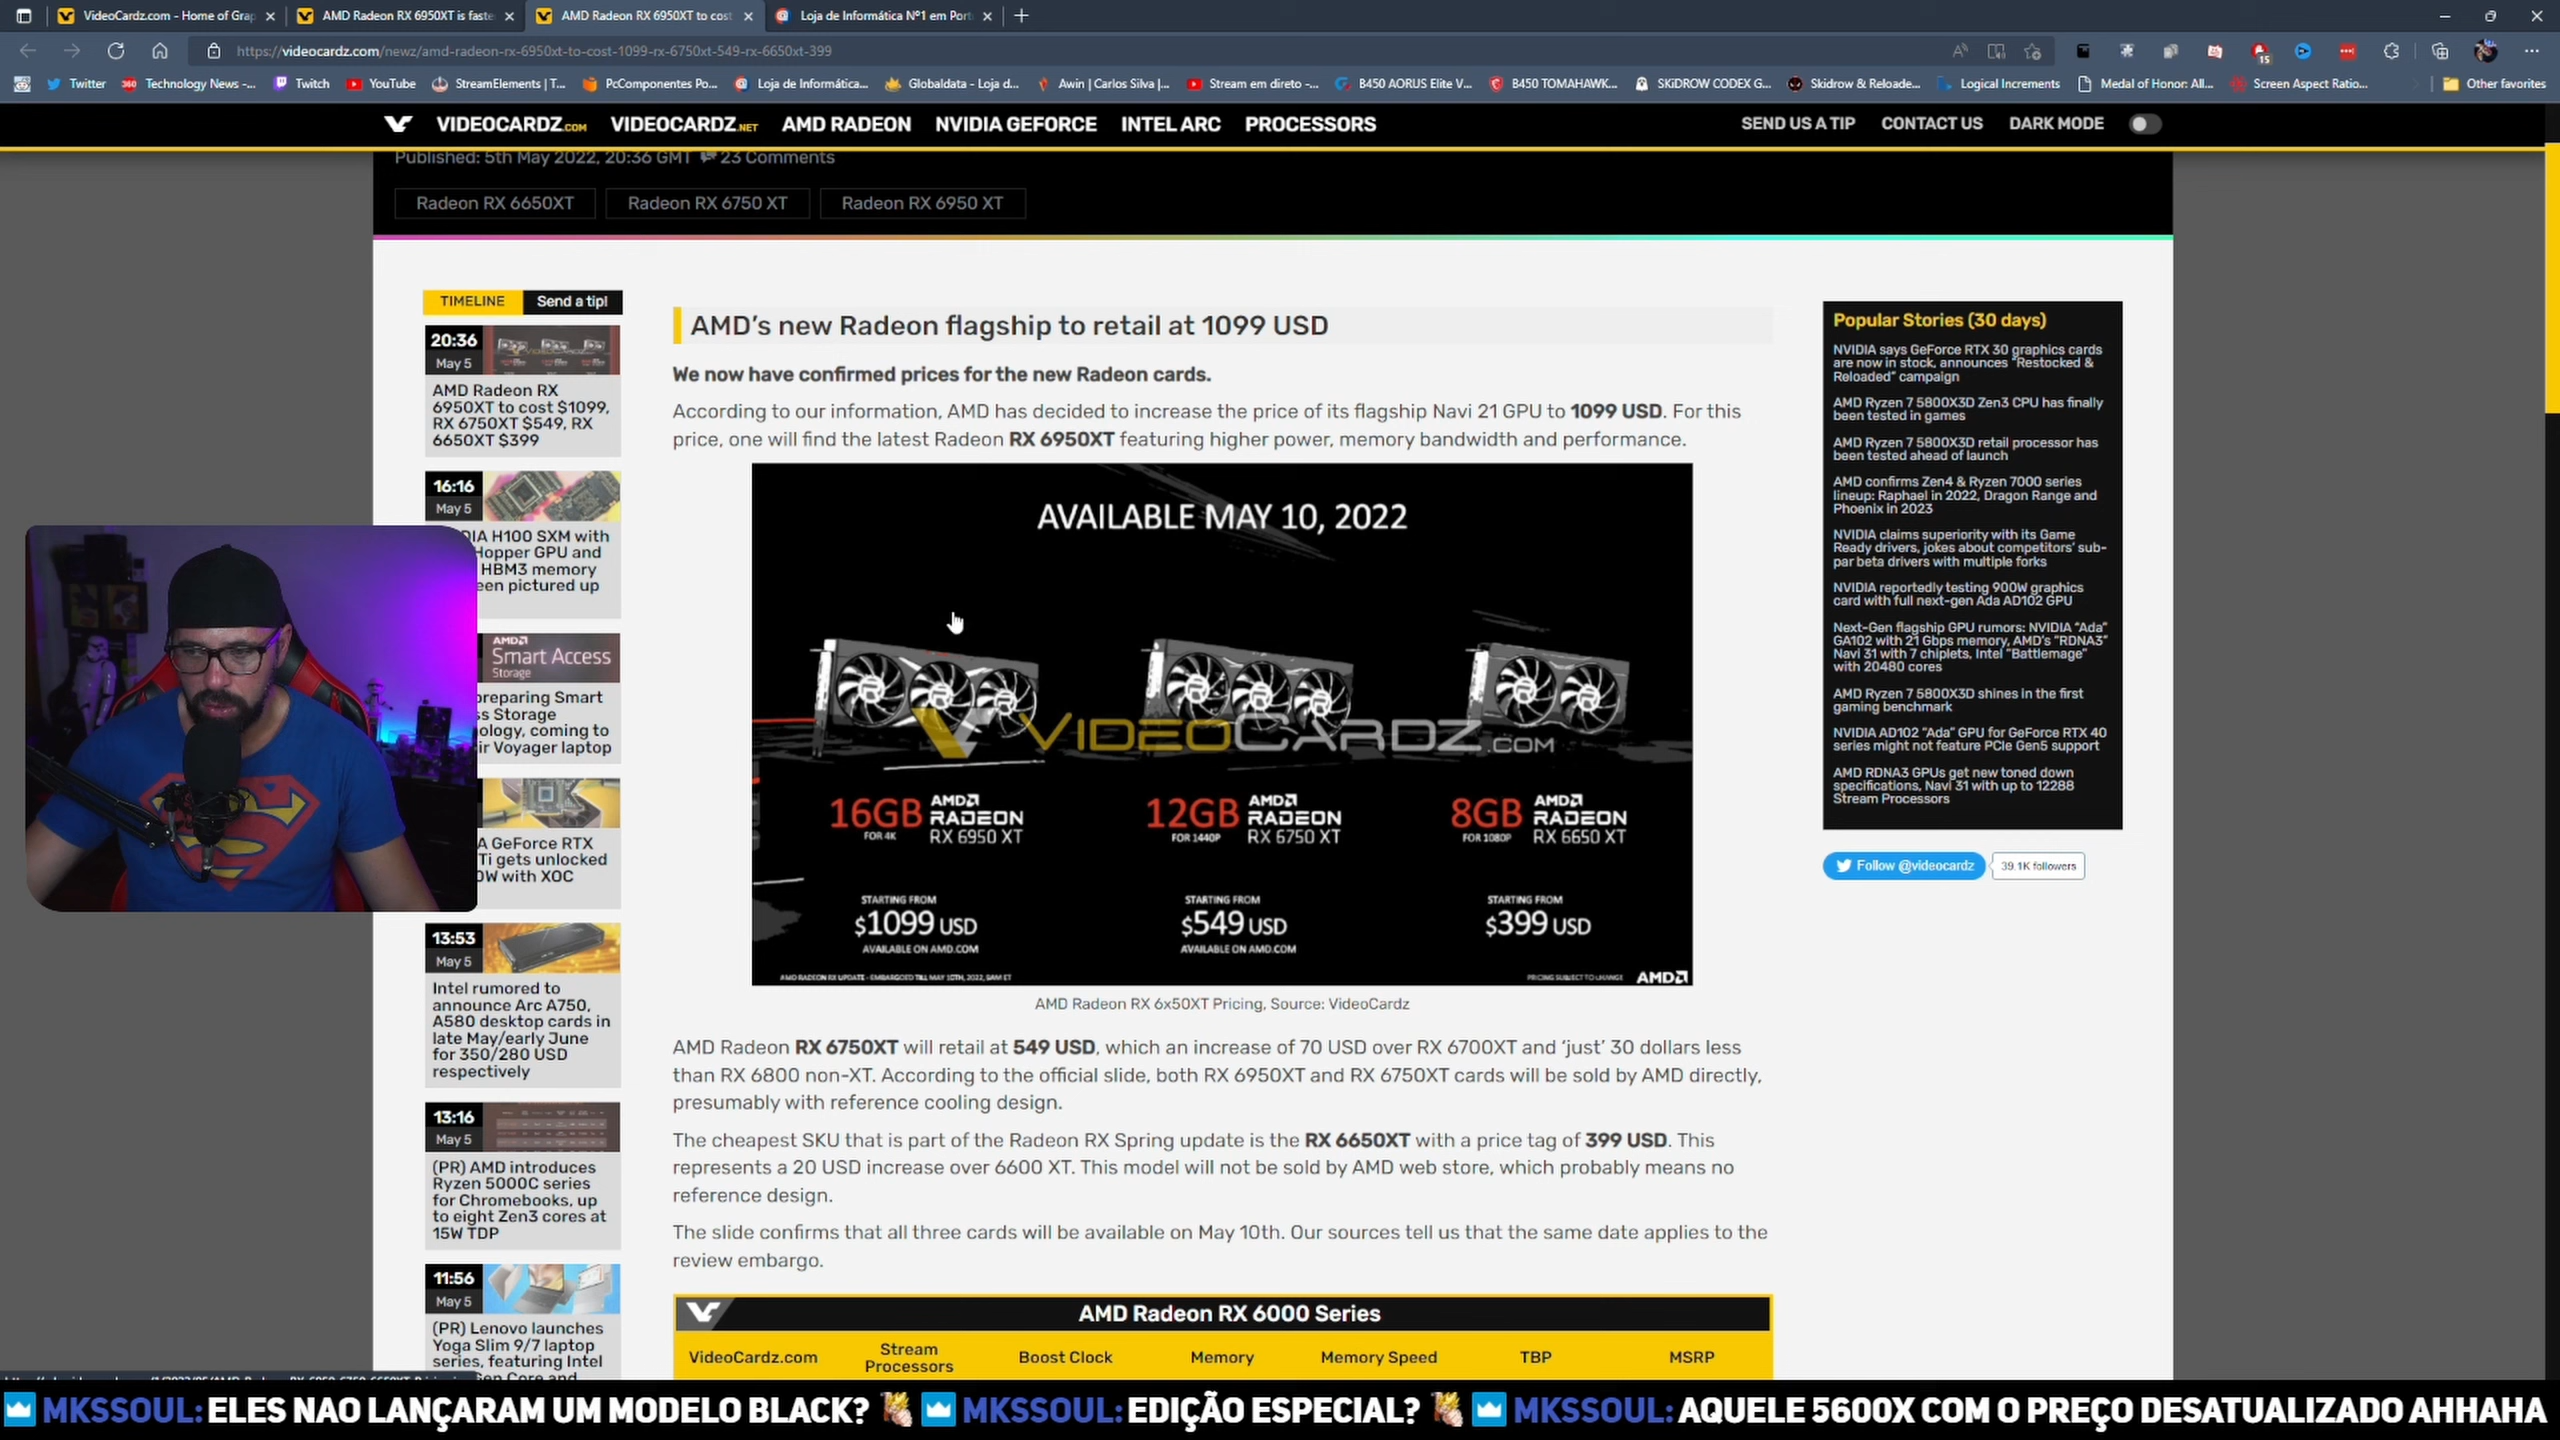 VideoCardz.com - Home of Grap
AMD Radeon RX 6950XT is faste
AMD Radeon RX 6950XT to cost
Loja de Informática Nº1 em Port
https://videocardz.com/newz/amd-radeon-rx-6950xt-to-cost-1099-rx-6750xt-549-rx-6650xt-399
15
Twitter
Technology News -...
Twitch
YouTube
StreamElements | T...
PcComponentes Po...
Loja de Informática...
Globaldata - Loja d...
Awin | Carlos Silva |...
Stream em direto -...
B450 AORUS Elite V...
B450 TOMAHAWK...
SKiDROW CODEX G...
Skidrow & Reloade...
Logical Increments
Medal of Honor: All...
Screen Aspect Ratio...
Other favorites
VIDEOCARDZ.COM VIDEOCARDZ.NET AMD RADEON NVIDIA GEFORCE INTEL ARC PROCESSORS
SEND US A TIP CONTACT US DARK MODE
Published: 5th May 2022, 20:36 GMT 23 Comments
Radeon RX 6650XT
Radeon RX 6750 XT
Radeon RX 6950 XT
TIMELINE Send a tip!
20:36
May 5
AMD Radeon RX
6950XT to cost $1099,
RX 6750XT $549, RX
6650XT $399
16:16
May 5
DIA H100 SXM with
Hopper GPU and
HBM3 memory
een pictured up
AMD
Smart Access
Storage
preparing Smart
ss Storage
ology, coming to
ir Voyager laptop
A GeForce RTX
Ti gets unlocked
0W with XOC
13:53
May 5
Intel rumored to
announce Arc A750,
A580 desktop cards in
late May/early June
for 350/280 USD
respectively
13:16
May 5
(PR) AMD introduces
Ryzen 5000C series
for Chromebooks, up
to eight Zen3 cores at
15W TDP
11:56
May 5
(PR) Lenovo launches
Yoga Slim 9/7 laptop
series, featuring Intel
Gen Core and
AMD's new Radeon flagship to retail at 1099 USD
We now have confirmed prices for the new Radeon cards.
According to our information, AMD has decided to increase the price of its flagship Navi 21 GPU to 1099 USD. For this
price, one will find the latest Radeon RX 6950XT featuring higher power, memory bandwidth and performance.
AVAILABLE MAY 10, 2022
VIDEOCARDZ.COM
16GB FOR 4K AMD RADEON RX 6950 XT
12GB FOR 1440P AMD RADEON RX 6750 XT
8GB FOR 1080P AMD RADEON RX 6650 XT
STARTING FROM
$1099 USD
AVAILABLE ON AMD.COM
STARTING FROM
$549 USD
AVAILABLE ON AMD.COM
STARTING FROM
$399 USD
AMD RADEON RX UPDATE - EMBARGOED TILL MAY 10TH, 2022, 9AM ET
PRICING SUBJECT TO CHANGE AMD
AMD Radeon RX 6x50XT Pricing, Source: VideoCardz
AMD Radeon RX 6750XT will retail at 549 USD, which an increase of 70 USD over RX 6700XT and 'just' 30 dollars less
than RX 6800 non-XT. According to the official slide, both RX 6950XT and RX 6750XT cards will be sold by AMD directly,
presumably with reference cooling design.
The cheapest SKU that is part of the Radeon RX Spring update is the RX 6650XT with a price tag of 399 USD. This
represents a 20 USD increase over 6600 XT. This model will not be sold by AMD web store, which probably means no
reference design.
The slide confirms that all three cards will be available on May 10th. Our sources tell us that the same date applies to the
review embargo.
AMD Radeon RX 6000 Series
VideoCardz.com
Stream Processors
Boost Clock
Memory
Memory Speed
TBP
MSRP
Popular Stories (30 days)
NVIDIA says GeForce RTX 30 graphics cards
are now in stock, announces "Restocked &
Reloaded" campaign
AMD Ryzen 7 5800X3D Zen3 CPU has finally
been tested in games
AMD Ryzen 7 5800X3D retail processor has
been tested ahead of launch
AMD confirms Zen4 & Ryzen 7000 series
lineup: Raphael in 2022, Dragon Range and
Phoenix in 2023
NVIDIA claims superiority with its Game
Ready drivers, jokes about competitors' sub-
par beta drivers with multiple forks
NVIDIA reportedly testing 900W graphics
card with full next-gen Ada AD102 GPU
Next-Gen flagship GPU rumors: NVIDIA "Ada"
GA102 with 21 Gbps memory, AMD's "RDNA3"
Navi 31 with 7 chiplets, Intel "Battlemage"
with 20480 cores
AMD Ryzen 7 5800X3D shines in the first
gaming benchmark
NVIDIA AD102 "Ada" GPU for GeForce RTX 40
series might not feature PCIe Gen5 support
AMD RDNA3 GPUs get new toned down
specifications, Navi 31 with up to 12288
Stream Processors
Follow @videocardz
39.1K followers
MKSSOUL: ELES NAO LANÇARAM UM MODELO BLACK? MKSSOUL: EDIÇÃO ESPECIAL? MKSSOUL: AQUELE 5600X COM O PREÇO DESATUALIZADO AHHAHA